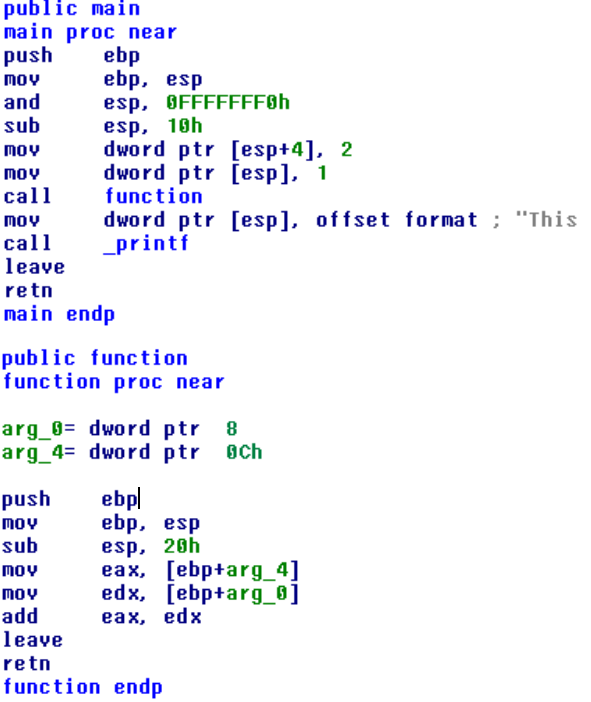 public main
main proc near
push ebp
mov ebp, esp
and esp, 0FFFFFFF0h
sub esp, 10h
mov dword ptr [esp+4], 2
mov dword ptr [esp], 1
call function
mov dword ptr [esp], offset format ; "This
call _printf
leave
retn
main endp
public function
function proc near
arg_0= dword ptr 8
arg_4= dword ptr 0Ch
push ebp
mov ebp, esp
sub esp, 20h
mov eax, [ebp+arg_4]
mov edx, [ebp+arg_0]
add eax, edx
leave
retn
function endp